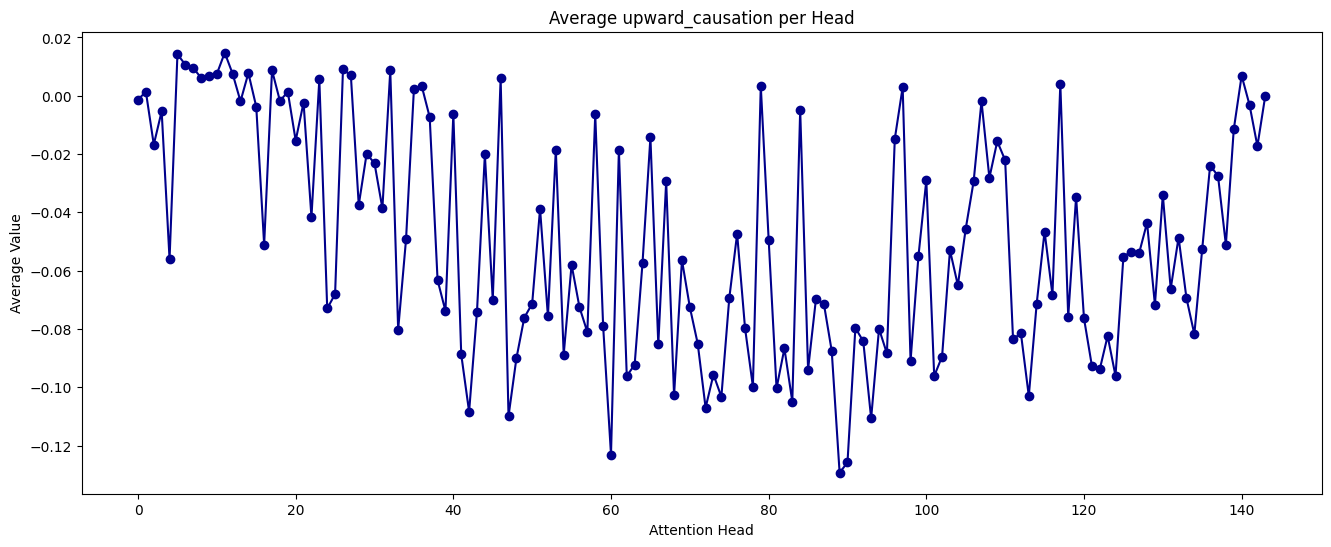 Average upward_causation per Head
0.02
0.00
−0.02
−0.04
−0.06
−0.08
−0.10
−0.12
Average Value
0 20 40 60 80 100 120 140
Attention Head